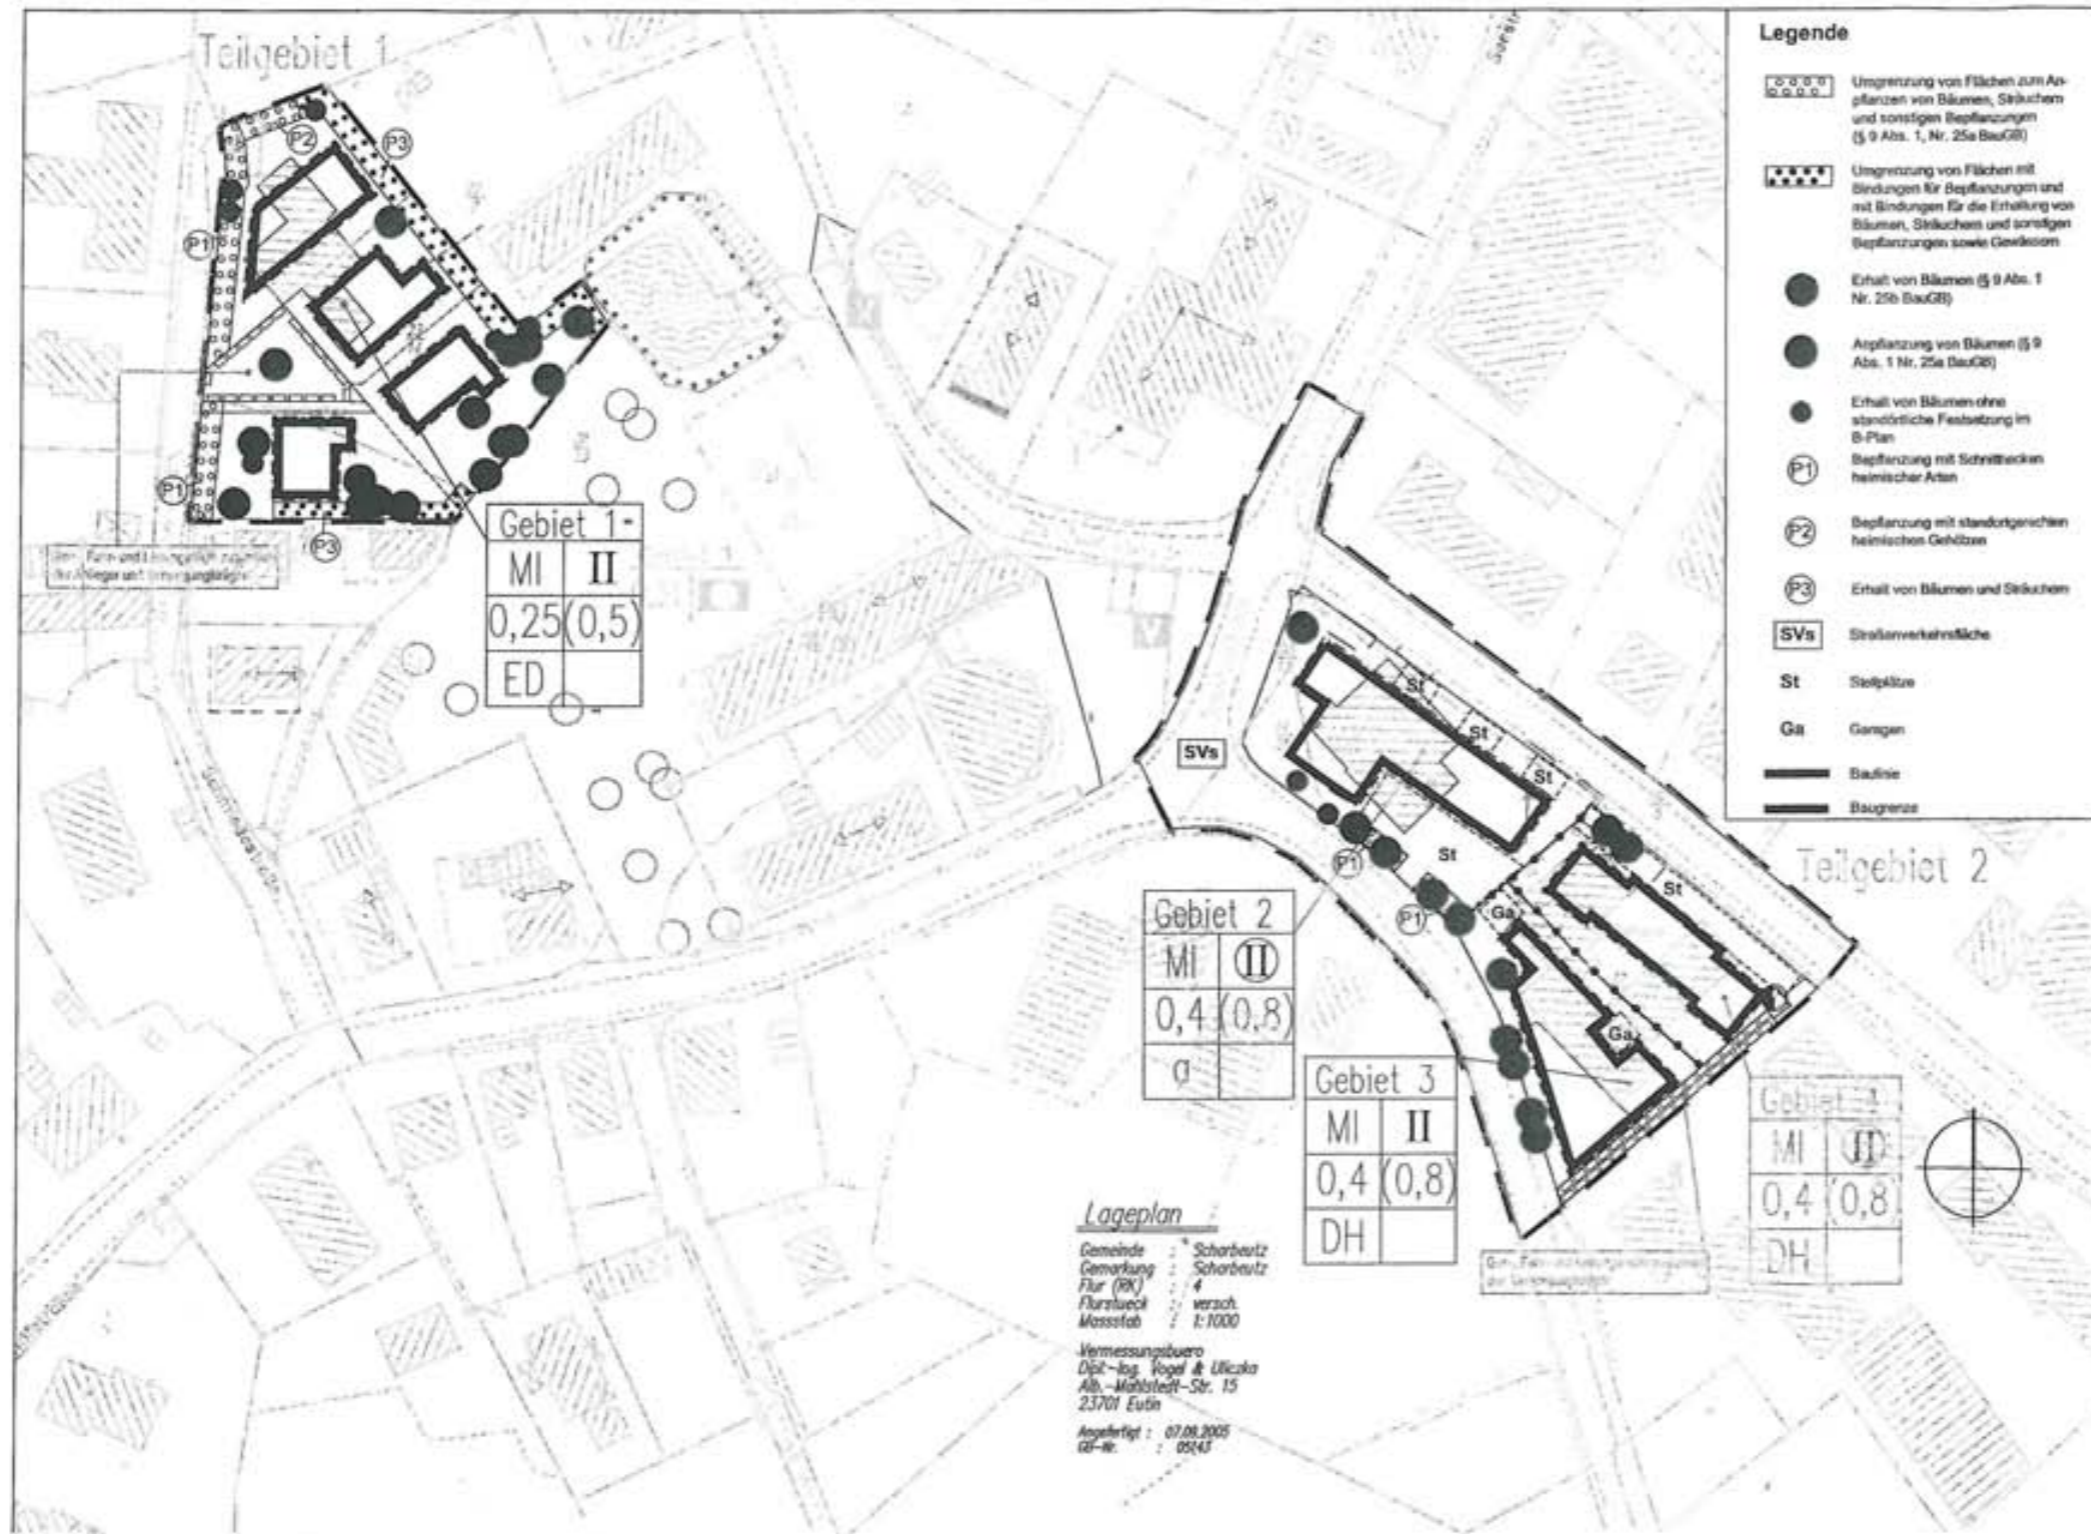 Teilgebiet 1
P2
P3
P1
P1
P3
Gebiet 1
MI II
0,25 (0,5)
ED
SVs
St
St
St
St
St
P1
P1
Ga
Ga
Teilgebiet 2
Gebiet 2
MI II
0,4 (0,8)
a
Gebiet 3
MI II
0,4 (0,8)
DH
Gebiet 4
MI II
0,4 (0,8)
DH
Lageplan
Gemeinde : Scharbeutz
Gemarkung : Scharbeutz
Flur (RK) : 4
Flurstueck : versch.
Massstab : 1:1000
Vermessungsbuero
Dipl.-Ing. Vogel & Uliczka
Alb.-Mahlstedt-Str. 15
23701 Eutin
Angefertigt : 07.09.2005
GB-Nr. : 05143
Legende
Umgrenzung von Flächen zum An-
pflanzen von Bäumen, Sträuchern
und sonstigen Bepflanzungen
(§ 9 Abs. 1, Nr. 25a BauGB)
Umgrenzung von Flächen mit
Bindungen für Bepflanzungen und
mit Bindungen für die Erhaltung von
Bäumen, Sträuchern und sonstigen
Bepflanzungen sowie Gewässern
Erhalt von Bäumen (§ 9 Abs. 1
Nr. 25b BauGB)
Anpflanzung von Bäumen (§ 9
Abs. 1 Nr. 25a BauGB)
Erhalt von Bäumen ohne
standörtliche Festsetzung im
B-Plan
P1 Bepflanzung mit Schnitthecken
heimischer Arten
P2 Bepflanzung mit standortgerechten
heimischen Gehölzen
P3 Erhalt von Bäumen und Sträuchern
SVs Straßenverkehrsfläche
St Stellplätze
Ga Garagen
Baulinie
Baugrenze